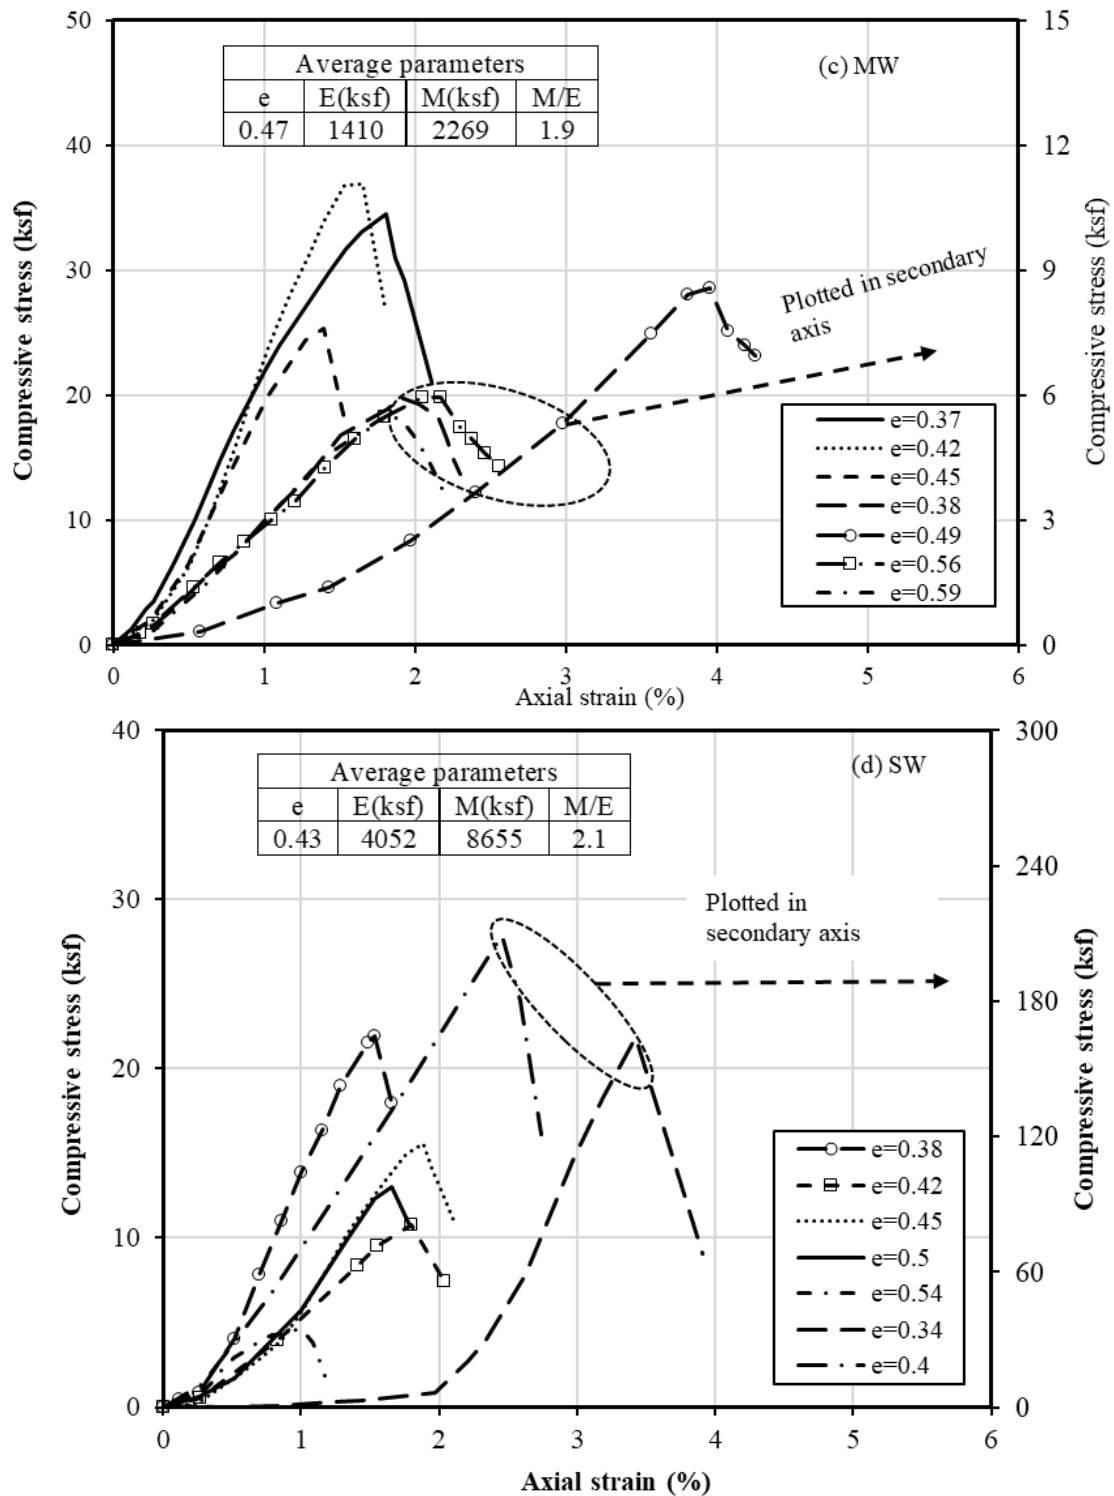 (c) MW
Average parameters
e E(ksf) M(ksf) M/E
0.47 1410 2269 1.9
50
40
30
20
10
0
Compressive stress (ksf)
15
12
9
6
3
0
Compressive stress (ksf)
Plotted in secondary
axis
e=0.37
e=0.42
e=0.45
e=0.38
e=0.49
e=0.56
e=0.59
0 1 2 3 4 5 6
Axial strain (%)
(d) SW
Average parameters
e E(ksf) M(ksf) M/E
0.43 4052 8655 2.1
40
30
20
10
0
Compressive stress (ksf)
300
240
180
120
60
0
Compressive stress (ksf)
Plotted in
secondary axis
e=0.38
e=0.42
e=0.45
e=0.5
e=0.54
e=0.34
e=0.4
0 1 2 3 4 5 6
Axial strain (%)